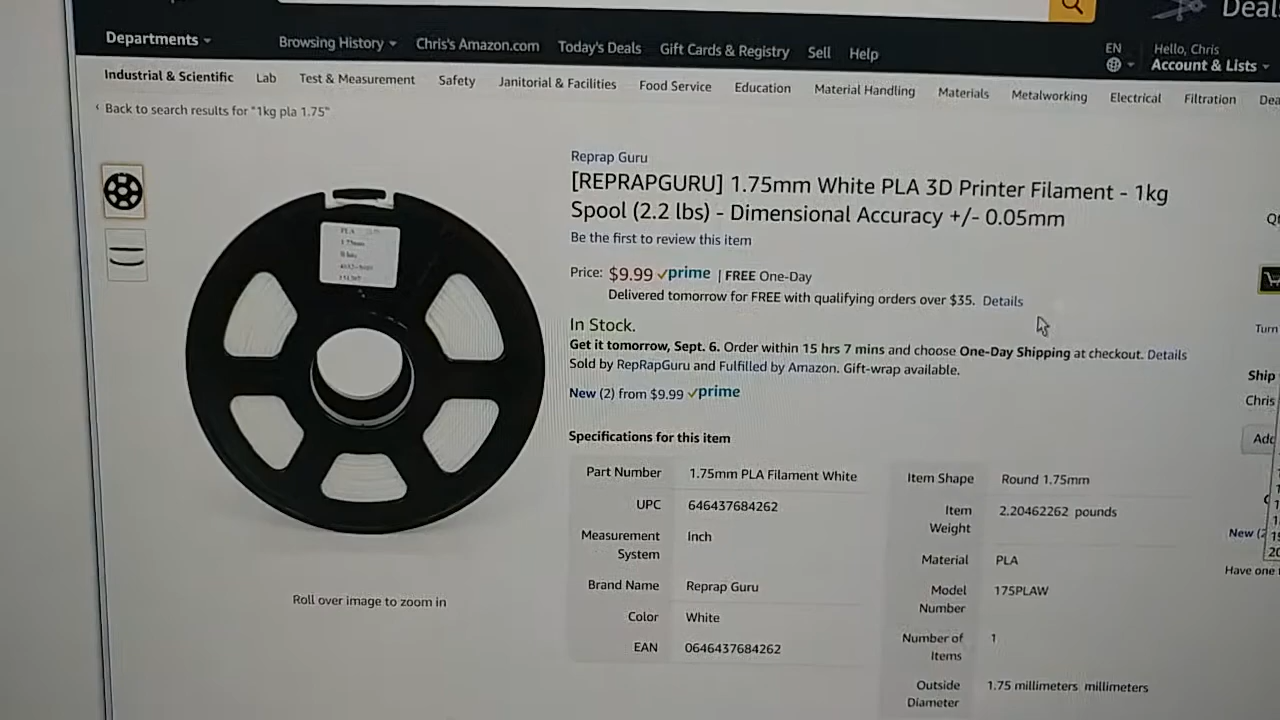 Deals
Departments
Browsing History
Chris's Amazon.com
Today's Deals
Gift Cards & Registry
Sell
Help
EN
Hello, Chris
Account & Lists
Industrial & Scientific
Lab
Test & Measurement
Safety
Janitorial & Facilities
Food Service
Education
Material Handling
Materials
Metalworking
Electrical
Filtration
‹ Back to search results for "1kg pla 1.75"
Reprap Guru
[REPRAPGURU] 1.75mm White PLA 3D Printer Filament - 1kg
Spool (2.2 lbs) - Dimensional Accuracy +/- 0.05mm
Be the first to review this item
Price: $9.99 prime | FREE One-Day
Delivered tomorrow for FREE with qualifying orders over $35. Details
In Stock.
Get it tomorrow, Sept. 6. Order within 15 hrs 7 mins and choose One-Day Shipping at checkout. Details
Sold by RepRapGuru and Fulfilled by Amazon. Gift-wrap available.
New (2) from $9.99 prime
Specifications for this item
Part Number 1.75mm PLA Filament White
UPC 646437684262
Measurement
System
Inch
Brand Name Reprap Guru
Color White
EAN 0646437684262
Item Shape Round 1.75mm
Item
Weight
2.20462262 pounds
Material PLA
Model
Number
175PLAW
Number of
Items
1
Outside
Diameter
1.75 millimeters millimeters
PLA
1.75mm
Roll over image to zoom in
Turn
Ship
Chris
Add
New (2
Have one